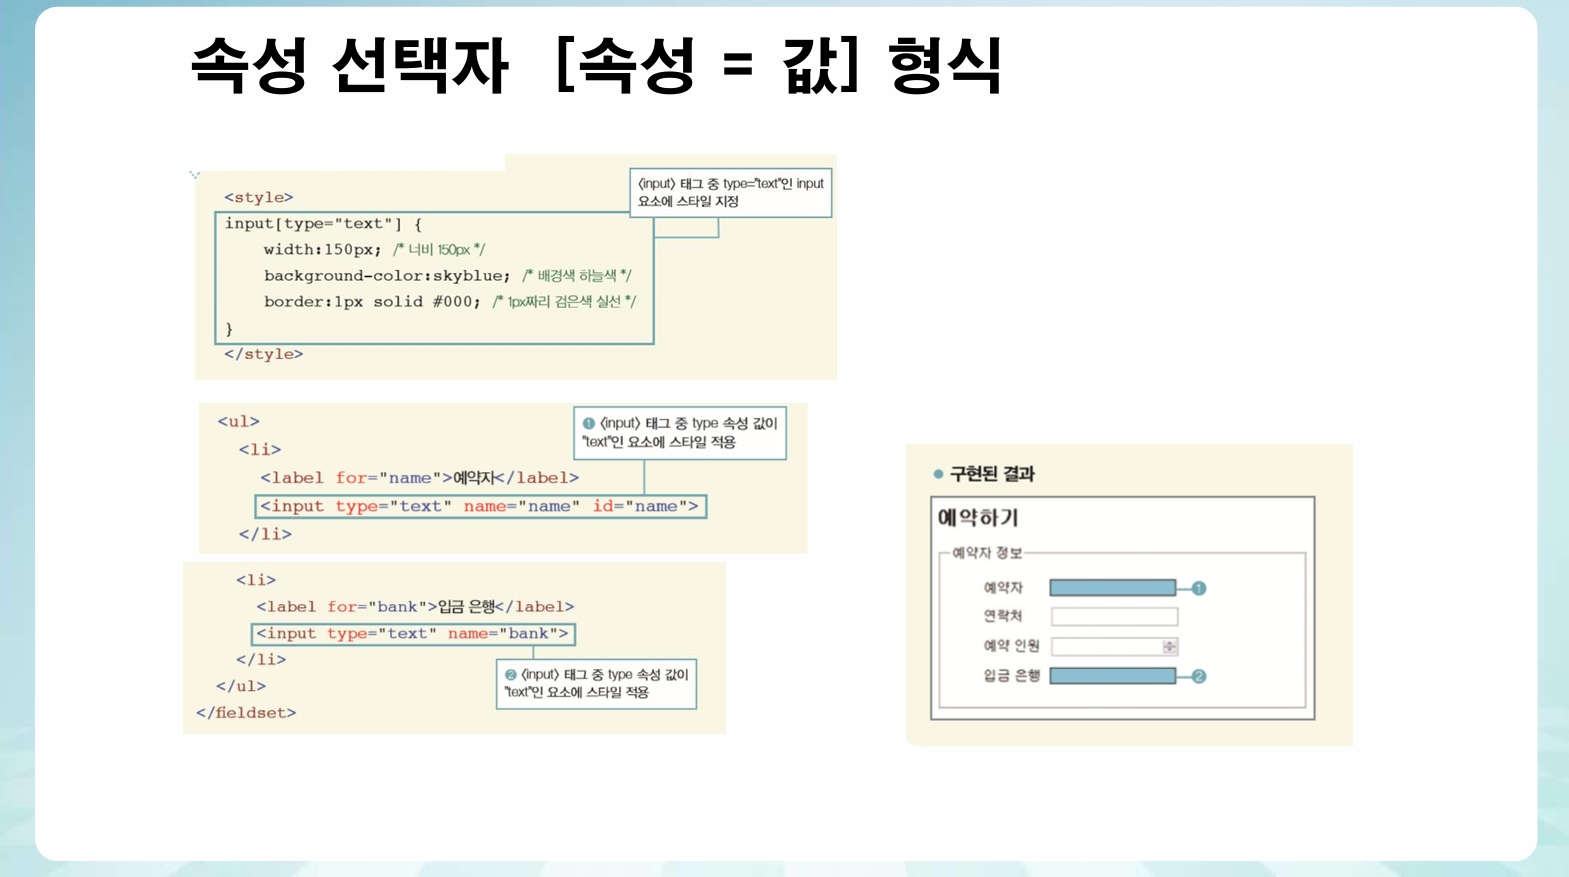 속성 선택자 [속성 = 값] 형식
<style>
<input> 태그 중 type="text"인 input
요소에 스타일 지정
input[type="text"] {
width:150px; /* 너비 150px */
background-color:skyblue; /* 배경색 하늘색 */
border:1px solid #000; /* 1px짜리 검은색 실선 */
}
</style>
<ul>
<li>
<label for="name">예약자</label>
<input type="text" name="name" id="name">
</li>
❶ <input> 태그 중 type 속성 값이
"text"인 요소에 스타일 적용
<li>
<label for="bank">입금 은행</label>
<input type="text" name="bank">
</li>
</ul>
</fieldset>
❷ <input> 태그 중 type 속성 값이
"text"인 요소에 스타일 적용
● 구현된 결과
예약하기
예약자 정보
예약자 ❶
연락처
예약 인원
입금 은행 ❷